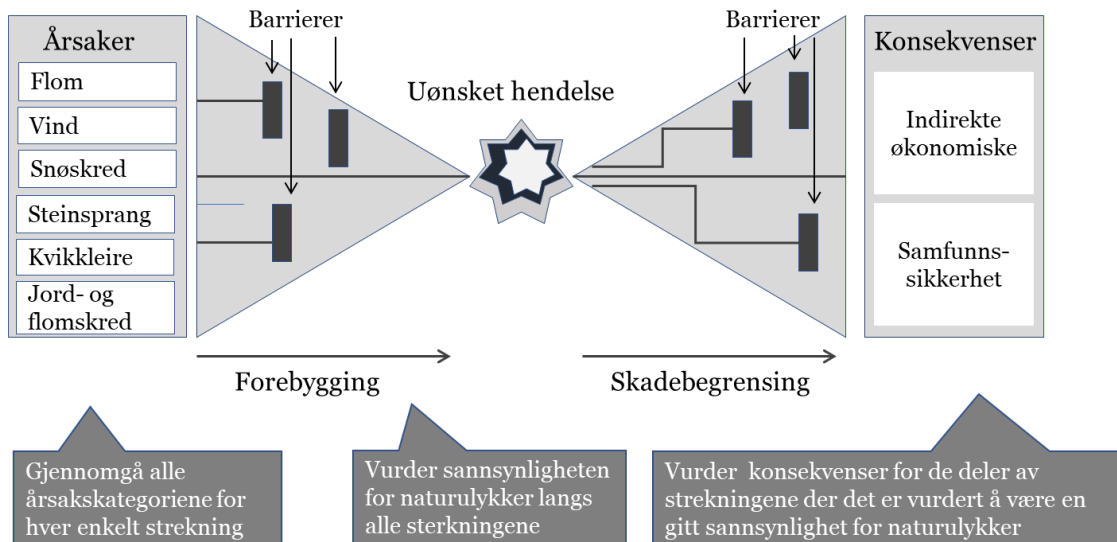 Årsaker
Flom
Vind
Snøskred
Steinsprang
Kvikkleire
Jord- og
flomskred
Barrierer
Uønsket hendelse
Barrierer
Konsekvenser
Indirekte
økonomiske
Samfunns-
sikkerhet
Forebygging
Skadebegrensing
Gjennomgå alle
årsakskategoriene for
hver enkelt strekning
Vurder sannsynligheten
for naturulykker langs
alle sterkningene
Vurder konsekvenser for de deler av
strekningene der det er vurdert å være en
gitt sannsynlighet for naturulykker